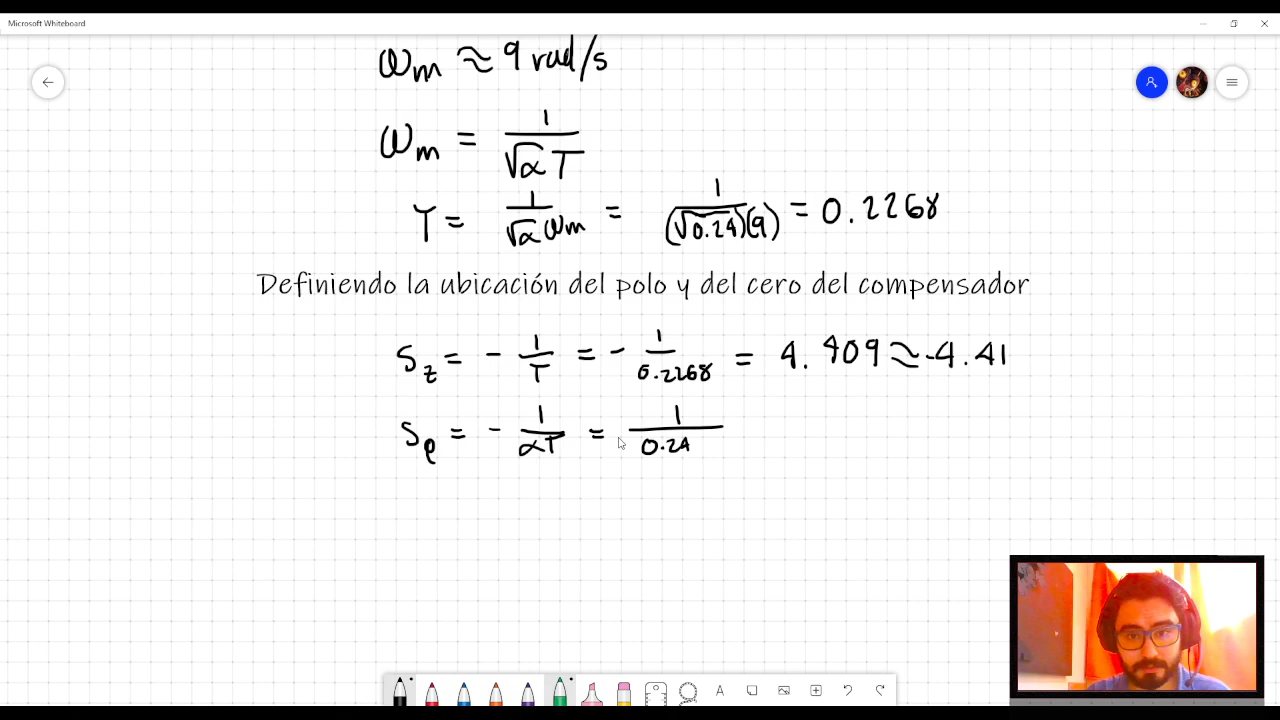 Microsoft Whiteboard
ωm ≈ 9 rad/s
ωm = 1/(√α T)
T = 1/(√α ωm) = 1/((√0.24)(9)) = 0.2268
Definiendo la ubicación del polo y del cero del compensador
Sz = - 1/T = - 1/0.2268 = 4.409 ≈ -4.41
Sp = - 1/(αT) = 1/0.24
A